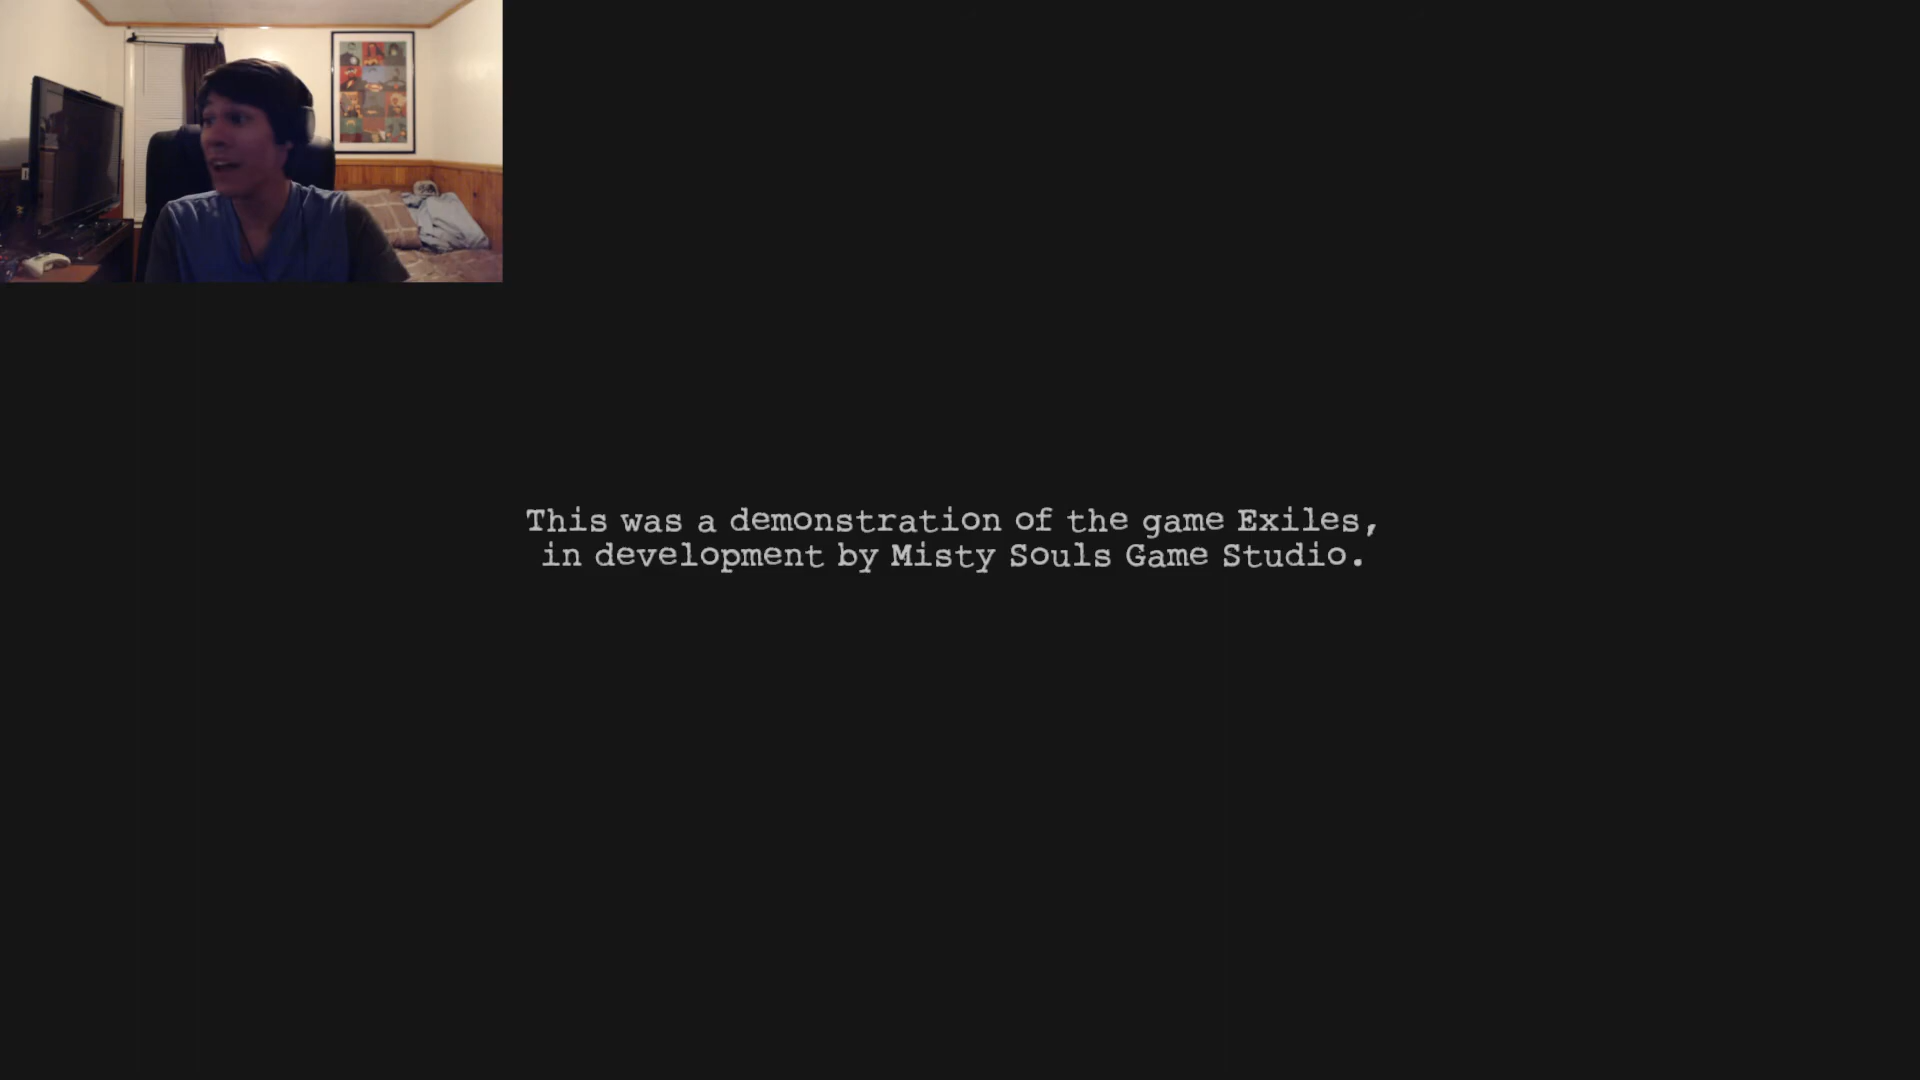 This was a demonstration of the game Exiles,
in development by Misty Souls Game Studio.